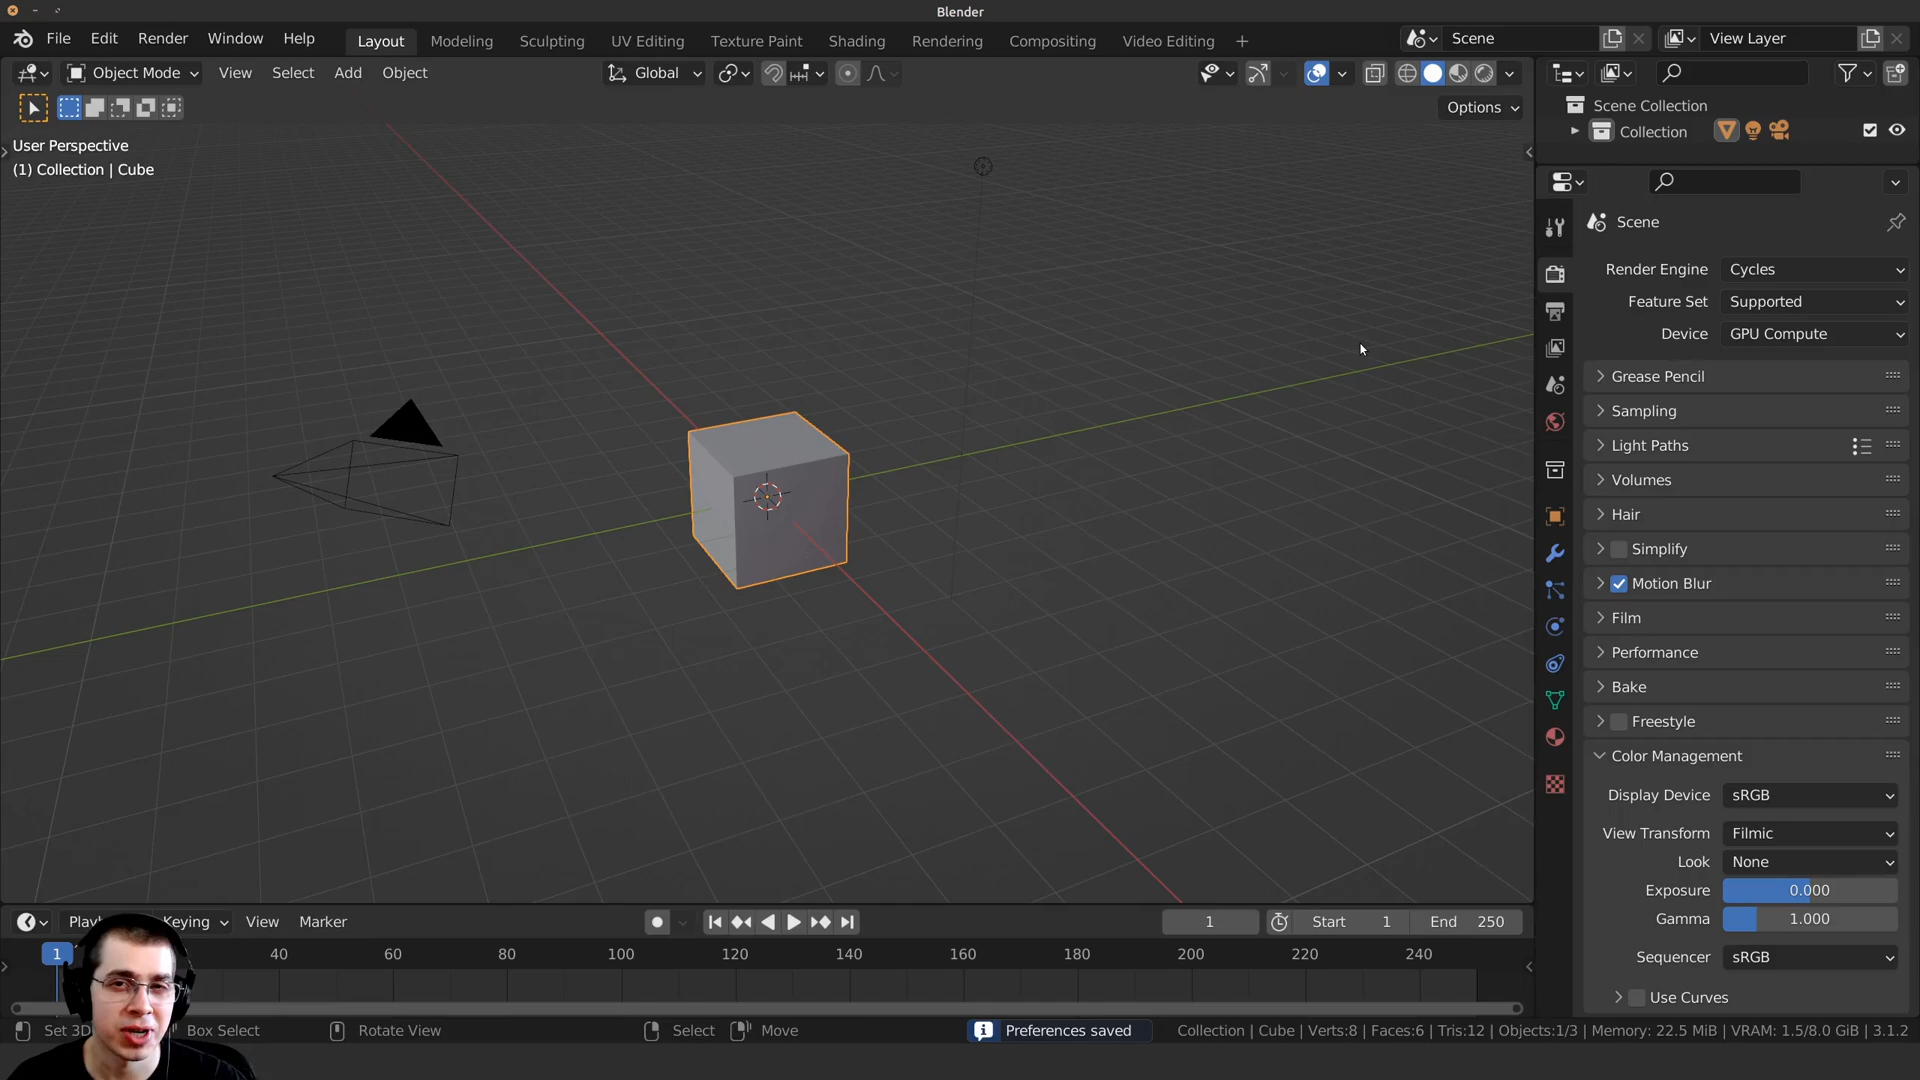 Blender
File Edit Render Window Help Layout Modeling Sculpting UV Editing Texture Paint Shading Rendering Compositing Video Editing + Scene View Layer
Object Mode View Select Add Object Global
Options
User Perspective
(1) Collection | Cube
Scene Collection
Collection
Scene
Render Engine Cycles
Feature Set Supported
Device GPU Compute
Grease Pencil
Sampling
Light Paths
Volumes
Hair
Simplify
Motion Blur
Film
Performance
Bake
Freestyle
Color Management
Display Device sRGB
View Transform Filmic
Look None
Exposure 0.000
Gamma 1.000
Sequencer sRGB
Use Curves
Keying View Marker 1 Start 1 End 250
1 40 60 80 100 120 140 160 180 200 220 240
Set 3D Box Select Rotate View Select Move Preferences saved Collection | Cube | Verts:8 | Faces:6 | Tris:12 | Objects:1/3 | Memory: 22.5 MiB | VRAM: 1.5/8.0 GiB | 3.1.2